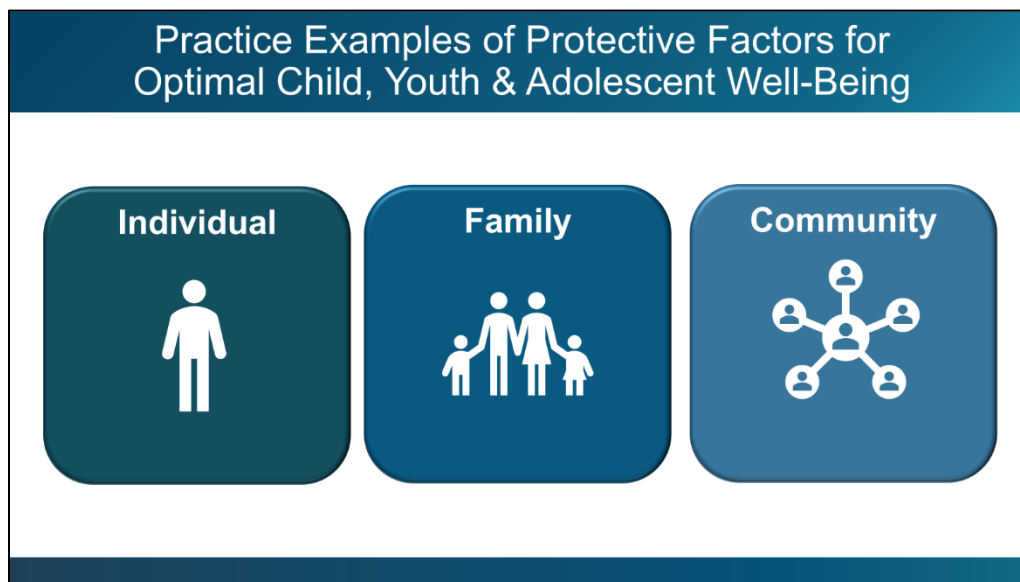 Practice Examples of Protective Factors for
Optimal Child, Youth & Adolescent Well-Being
Individual
Family
Community